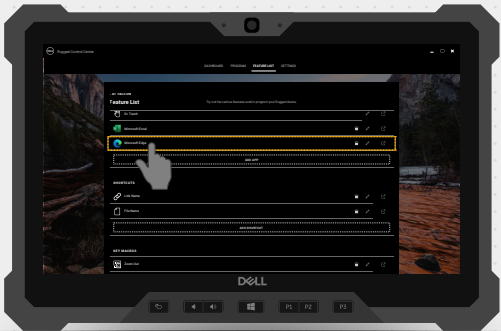 DELL Rugged Control Center
DASHBOARD PROGRAMS FEATURE LIST SETTINGS
Feature List
Try out the various features and/or program your Rugged device.
Microsoft Excel
Microsoft Edge
ADD APP
SHORTCUTS
Link Name
File Name
ADD SHORTCUT
KEY MACROS
Zoom Out
DELL
P1 P2 P3